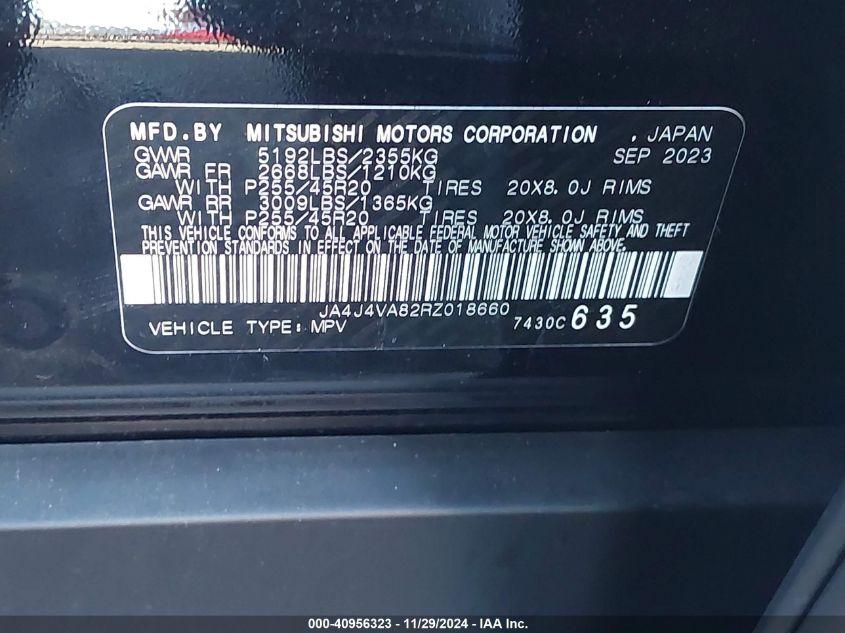 MFD.BY MITSUBISHI MOTORS CORPORATION , JAPAN
GVWR 5192LBS/2355KG SEP 2023
GAWR FR 2668LBS/1210KG
WITH P255/45R20 TIRES 20X8.0J RIMS
GAWR RR 3009LBS/1365KG
WITH P255/45R20 TIRES 20X8.0J RIMS
THIS VEHICLE CONFORMS TO ALL APPLICABLE FEDERAL MOTOR VEHICLE SAFETY AND THEFT
PREVENTION STANDARDS IN EFFECT ON THE DATE OF MANUFACTURE SHOWN ABOVE.
JA4J4VA82RZ018660
VEHICLE TYPE: MPV 7430C 635
000-40956323 - 11/29/2024 - IAA Inc.